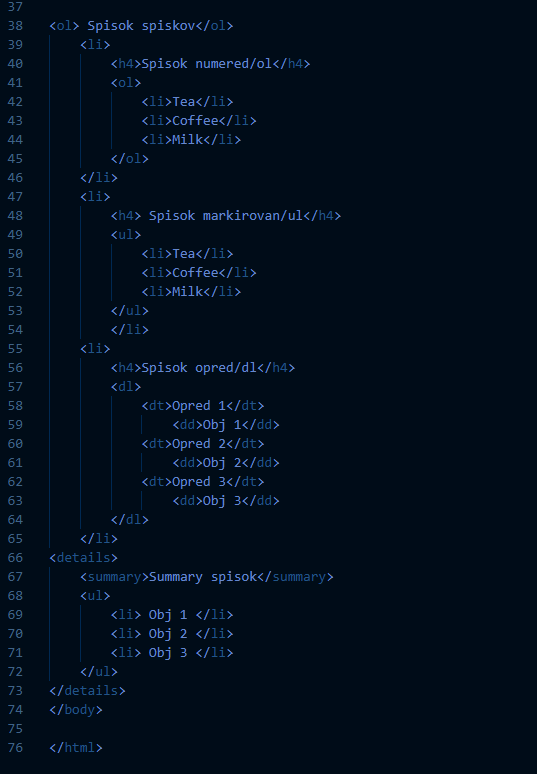 37
38 <ol> Spisok spiskov</ol>
39 <li>
40 <h4>Spisok numered/ol</h4>
41 <ol>
42 <li>Tea</li>
43 <li>Coffee</li>
44 <li>Milk</li>
45 </ol>
46 </li>
47 <li>
48 <h4> Spisok markirovan/ul</h4>
49 <ul>
50 <li>Tea</li>
51 <li>Coffee</li>
52 <li>Milk</li>
53 </ul>
54 </li>
55 <li>
56 <h4>Spisok opred/dl</h4>
57 <dl>
58 <dt>Opred 1</dt>
59 <dd>Obj 1</dd>
60 <dt>Opred 2</dt>
61 <dd>Obj 2</dd>
62 <dt>Opred 3</dt>
63 <dd>Obj 3</dd>
64 </dl>
65 </li>
66 <details>
67 <summary>Summary spisok</summary>
68 <ul>
69 <li> Obj 1 </li>
70 <li> Obj 2 </li>
71 <li> Obj 3 </li>
72 </ul>
73 </details>
74 </body>
75
76 </html>